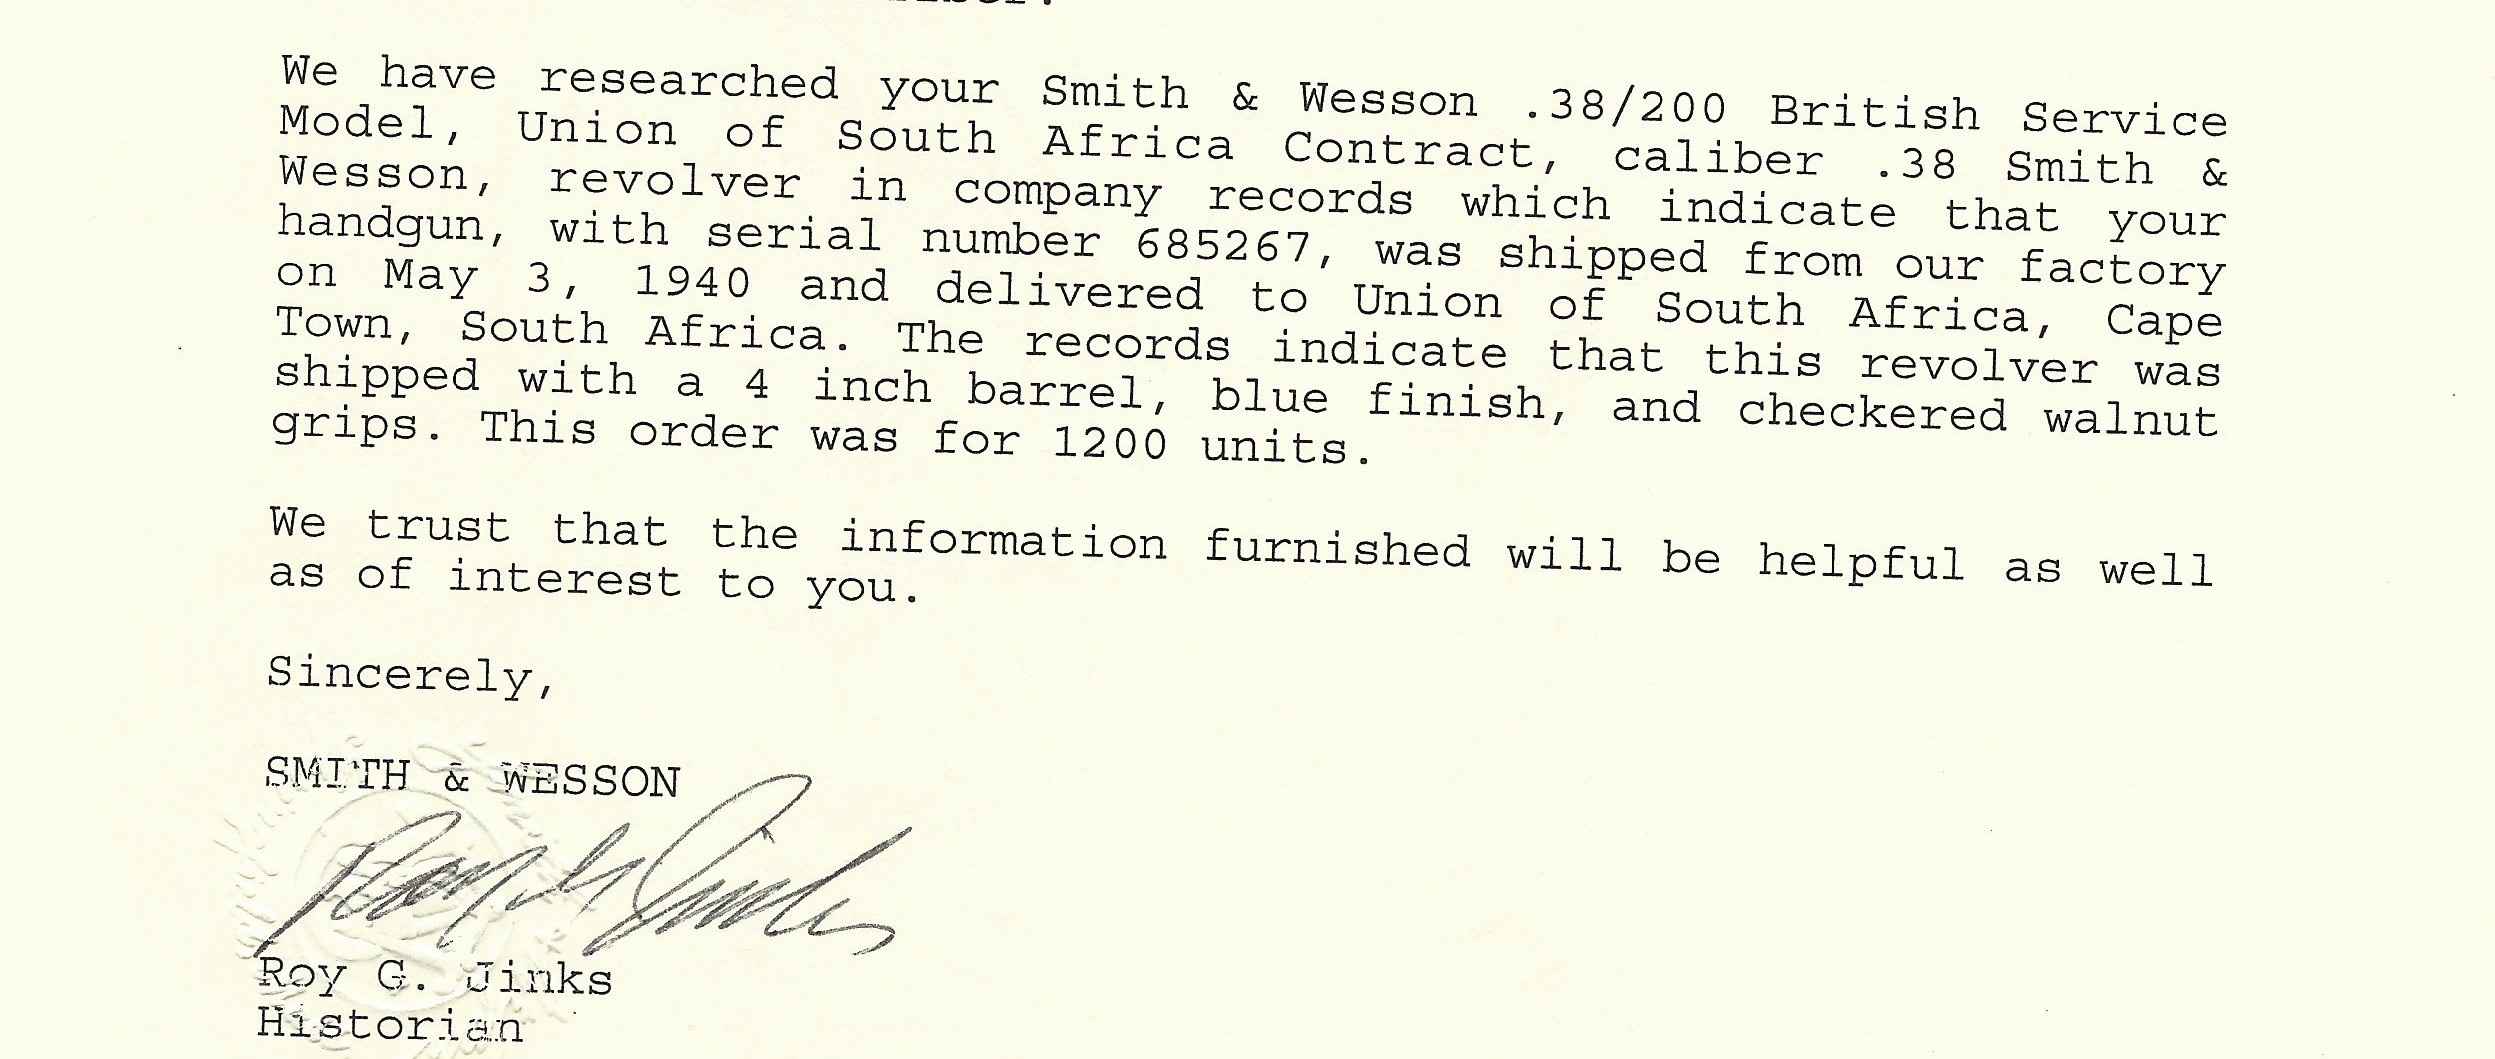 We have researched your Smith & Wesson .38/200 British Service
Model, Union of South Africa Contract, caliber .38 Smith &
Wesson, revolver in company records which indicate that your
handgun, with serial number 685267, was shipped from our factory
on May 3, 1940 and delivered to Union of South Africa, Cape
Town, South Africa. The records indicate that this revolver was
shipped with a 4 inch barrel, blue finish, and checkered walnut
grips. This order was for 1200 units.
We trust that the information furnished will be helpful as well
as of interest to you.
Sincerely,
SMITH & WESSON
Roy G. Jinks
Roy G. Jinks
Historian